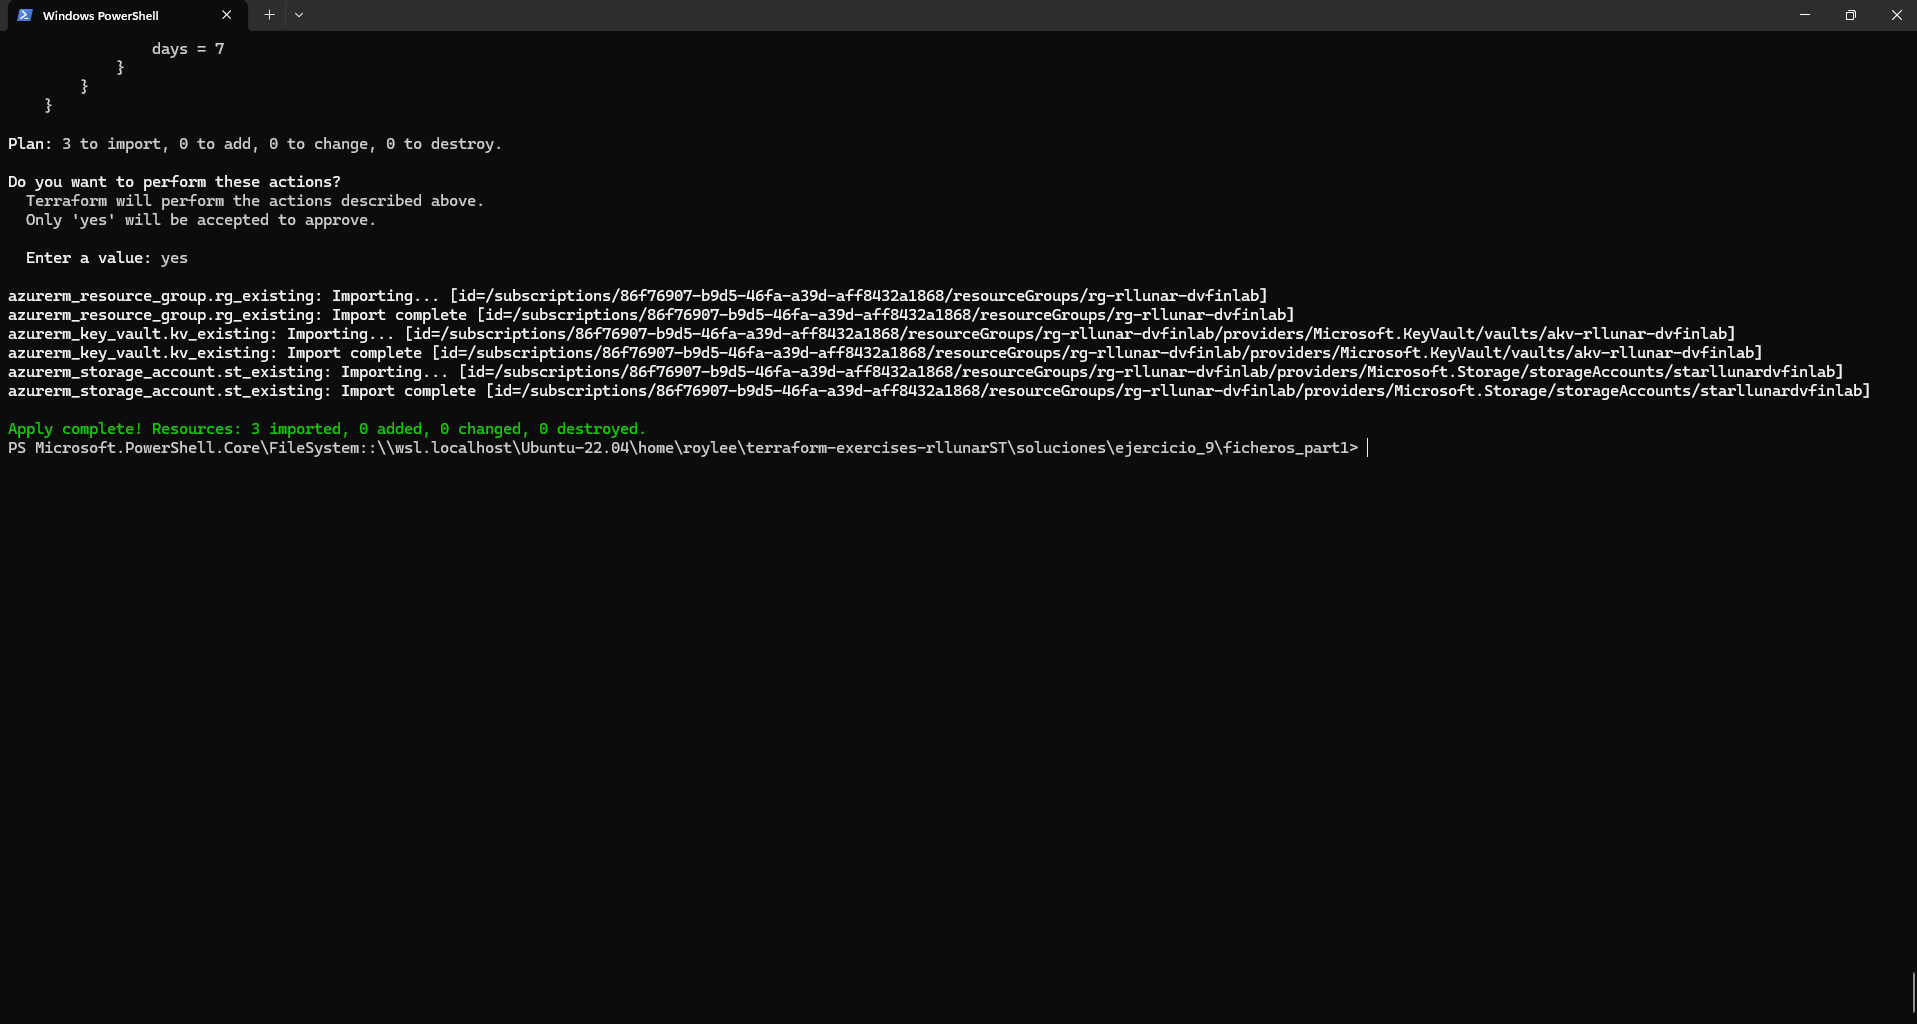 Windows PowerShell
                days = 7
            }
        }
    }
Plan: 3 to import, 0 to add, 0 to change, 0 to destroy.
Do you want to perform these actions?
  Terraform will perform the actions described above.
  Only 'yes' will be accepted to approve.
  Enter a value: yes
azurerm_resource_group.rg_existing: Importing... [id=/subscriptions/86f76907-b9d5-46fa-a39d-aff8432a1868/resourceGroups/rg-rllunar-dvfinlab]
azurerm_resource_group.rg_existing: Import complete [id=/subscriptions/86f76907-b9d5-46fa-a39d-aff8432a1868/resourceGroups/rg-rllunar-dvfinlab]
azurerm_key_vault.kv_existing: Importing... [id=/subscriptions/86f76907-b9d5-46fa-a39d-aff8432a1868/resourceGroups/rg-rllunar-dvfinlab/providers/Microsoft.KeyVault/vaults/akv-rllunar-dvfinlab]
azurerm_key_vault.kv_existing: Import complete [id=/subscriptions/86f76907-b9d5-46fa-a39d-aff8432a1868/resourceGroups/rg-rllunar-dvfinlab/providers/Microsoft.KeyVault/vaults/akv-rllunar-dvfinlab]
azurerm_storage_account.st_existing: Importing... [id=/subscriptions/86f76907-b9d5-46fa-a39d-aff8432a1868/resourceGroups/rg-rllunar-dvfinlab/providers/Microsoft.Storage/storageAccounts/starllunardvfinlab]
azurerm_storage_account.st_existing: Import complete [id=/subscriptions/86f76907-b9d5-46fa-a39d-aff8432a1868/resourceGroups/rg-rllunar-dvfinlab/providers/Microsoft.Storage/storageAccounts/starllunardvfinlab]
Apply complete! Resources: 3 imported, 0 added, 0 changed, 0 destroyed.
PS Microsoft.PowerShell.Core\FileSystem::\\wsl.localhost\Ubuntu-22.04\home\roylee\terraform-exercises-rllunarST\soluciones\ejercicio_9\ficheros_part1>